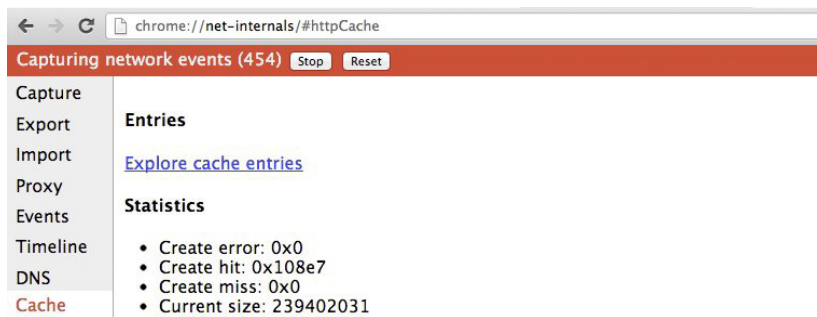 chrome://net-internals/#httpCache
Capturing network events (454) Stop Reset
Capture
Export
Import
Proxy
Events
Timeline
DNS
Cache
Entries
Explore cache entries
Statistics
• Create error: 0x0
• Create hit: 0x108e7
• Create miss: 0x0
• Current size: 239402031